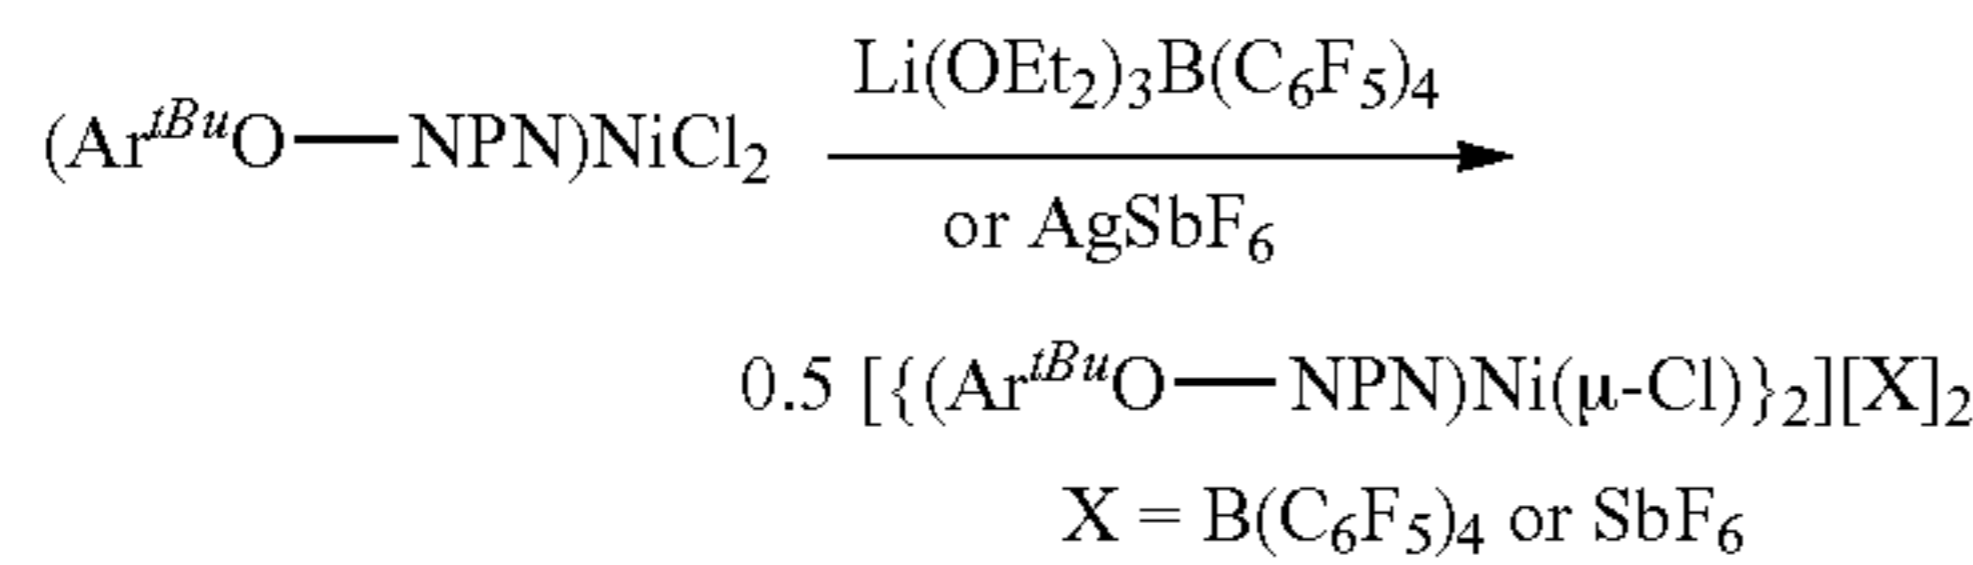 Li(OEt₂)₃B(C₆F₅)₄
(Ar^tBuO—NPN)NiCl₂
or AgSbF₆
0.5 [{(Ar^tBuO—NPN)Ni(μ-Cl)}₂][X]₂
X = B(C₆F₅)₄ or SbF₆